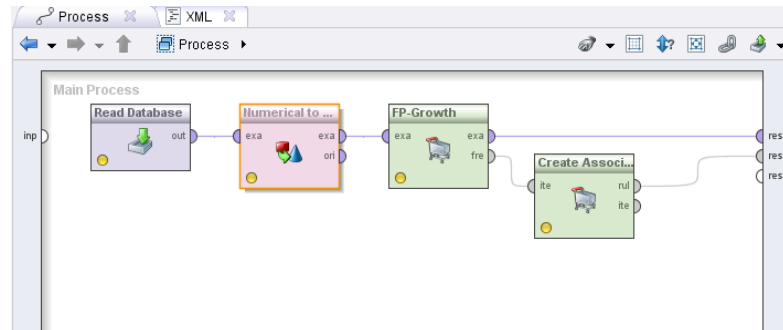 Process XML
Process
Main Process
Read Database Numerical to ... FP-Growth
inp out exa exa exa exa res
ori fre Create Associ... res
ite rul res
ite